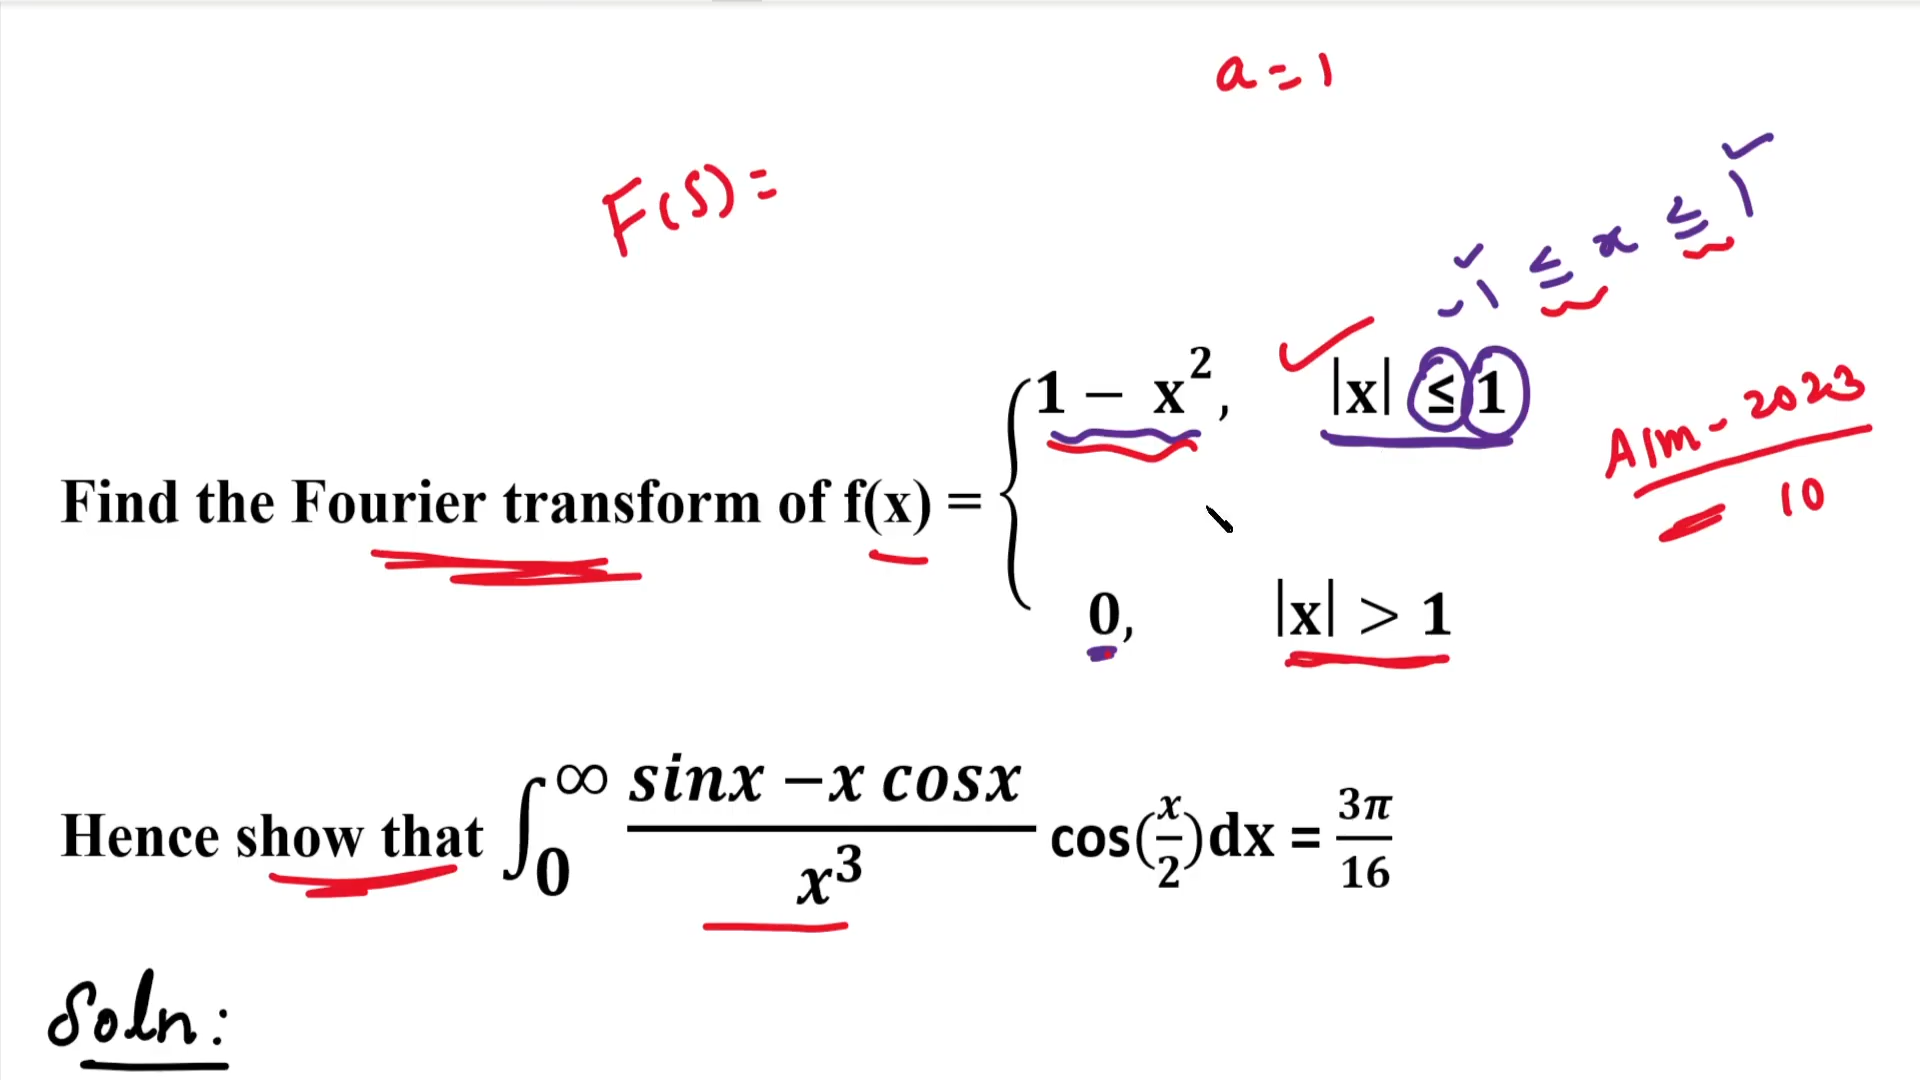 a = 1
F(S) =
-1 ≤ x ≤ 1
Find the Fourier transform of f(x) = { 1 − x², |x| ≤ 1
0, |x| > 1
A/m - 2023
10
Hence show that ∫₀^∞ (sinx − x cosx)/x³ cos(x/2)dx = 3π/16
Soln: